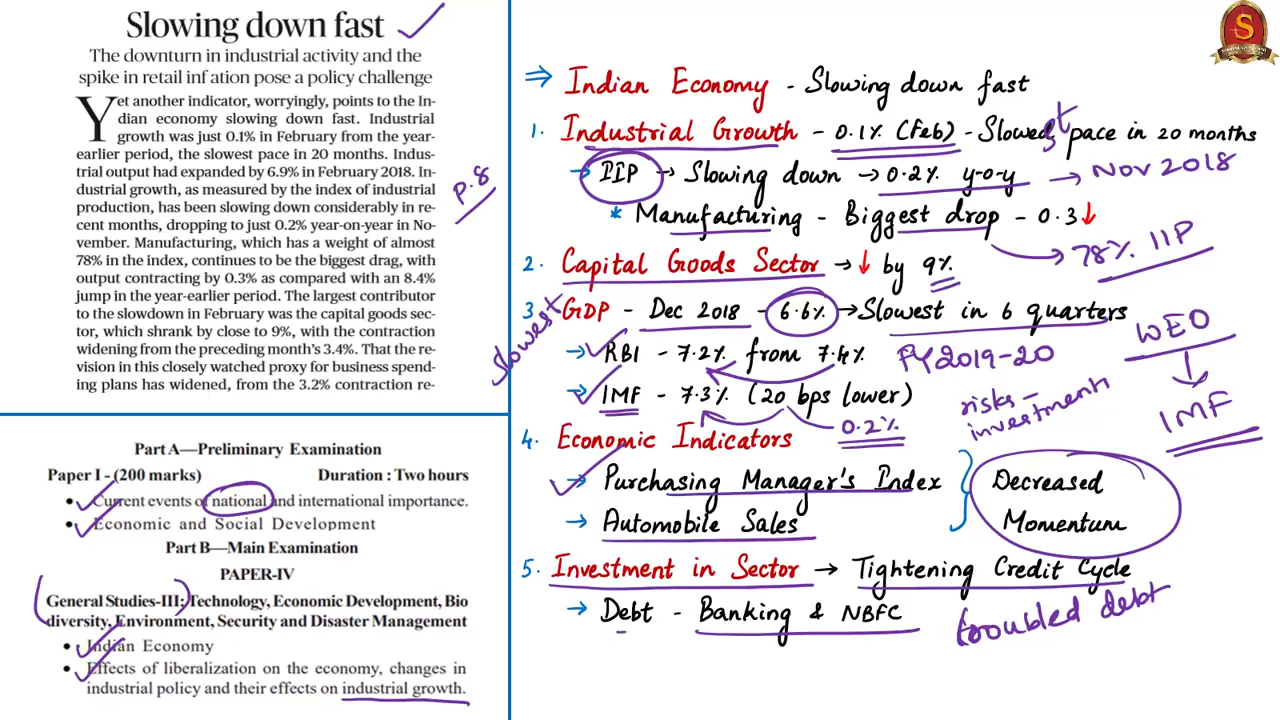 Slowing down fast
The downturn in industrial activity and the
spike in retail inf ation pose a policy challenge
Yet another indicator, worryingly, points to the In-
dian economy slowing down fast. Industrial
growth was just 0.1% in February from the year-
earlier period, the slowest pace in 20 months. Indus-
trial output had expanded by 6.9% in February 2018. In-
dustrial growth, as measured by the index of industrial
production, has been slowing down considerably in re-
cent months, dropping to just 0.2% year-on-year in No-
vember. Manufacturing, which has a weight of almost
78% in the index, continues to be the biggest drag, with
output contracting by 0.3% as compared with an 8.4%
jump in the year-earlier period. The largest contributor
to the slowdown in February was the capital goods sec-
tor, which shrank by close to 9%, with the contraction
widening from the preceding month's 3.4%. That the re-
vision in this closely watched proxy for business spend-
ing plans has widened, from the 3.2% contraction re-
P.8
Part A—Preliminary Examination
Paper I - (200 marks) Duration : Two hours
• Current events of national and international importance.
• Economic and Social Development
Part B—Main Examination
PAPER-IV
General Studies-III: Technology, Economic Development, Bio
diversity, Environment, Security and Disaster Management
• Indian Economy
• Effects of liberalization on the economy, changes in
industrial policy and their effects on industrial growth.
⇒ Indian Economy - Slowing down fast
1. Industrial Growth - 0.1% (Feb) - Slowest pace in 20 months
→ IIP → Slowing down → 0.2% y-o-y → Nov 2018
* Manufacturing - Biggest drop - 0.3 ↓
→ 78% IIP
2. Capital Goods Sector → ↓ by 9%
3. GDP - Dec 2018 - 6.6% → Slowest in 6 quarters
slowest
→ RBI - 7.2% from 7.4% FY2019-20
→ IMF - 7.3% (20 bps lower)
0.2%
WEO
IMF
risks -
investments
4. Economic Indicators
→ Purchasing Manager's Index
→ Automobile Sales
Decreased
Momentum
5. Investment in Sector → Tightening Credit Cycle
→ Debt - Banking & NBFC
troubled debt
S